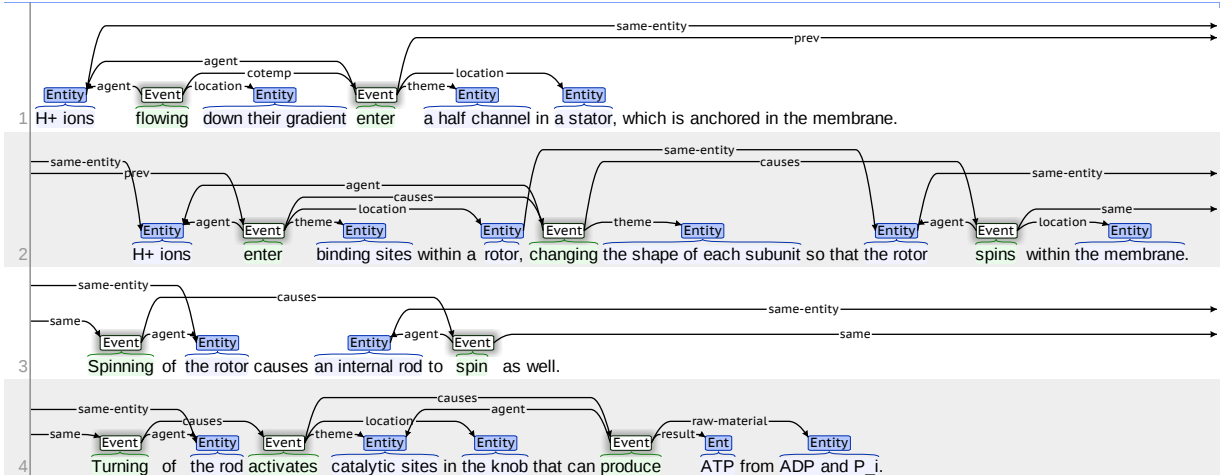 same-entity
prev
agent
cotemp
agent location theme location
Entity Event Entity Event Entity Entity
1 H+ ions flowing down their gradient enter a half channel in a stator, which is anchored in the membrane.
same-entity
same-entity causes
prev same-entity
agent
causes
location same
agent theme theme agent location
Entity Event Entity Entity Event Entity Entity Event Entity
2 H+ ions enter binding sites within a rotor, changing the shape of each subunit so that the rotor spins within the membrane.
same-entity
causes
same-entity
same agent agent same
Event Entity Entity Event
3 Spinning of the rotor causes an internal rod to spin as well.
causes
same-entity agent
causes location raw-material
same agent theme result
Event Entity Event Entity Entity Event Ent Entity
4 Turning of the rod activates catalytic sites in the knob that can produce ATP from ADP and P_i.